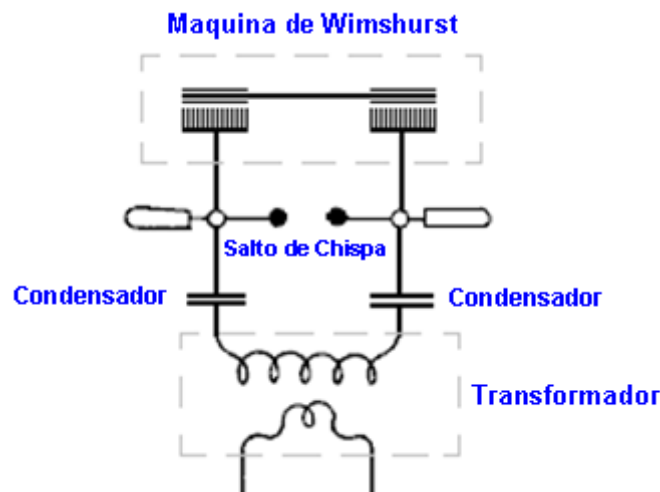 Maquina de Wimshurst
Salto de Chispa
Condensador
Condensador
Transformador